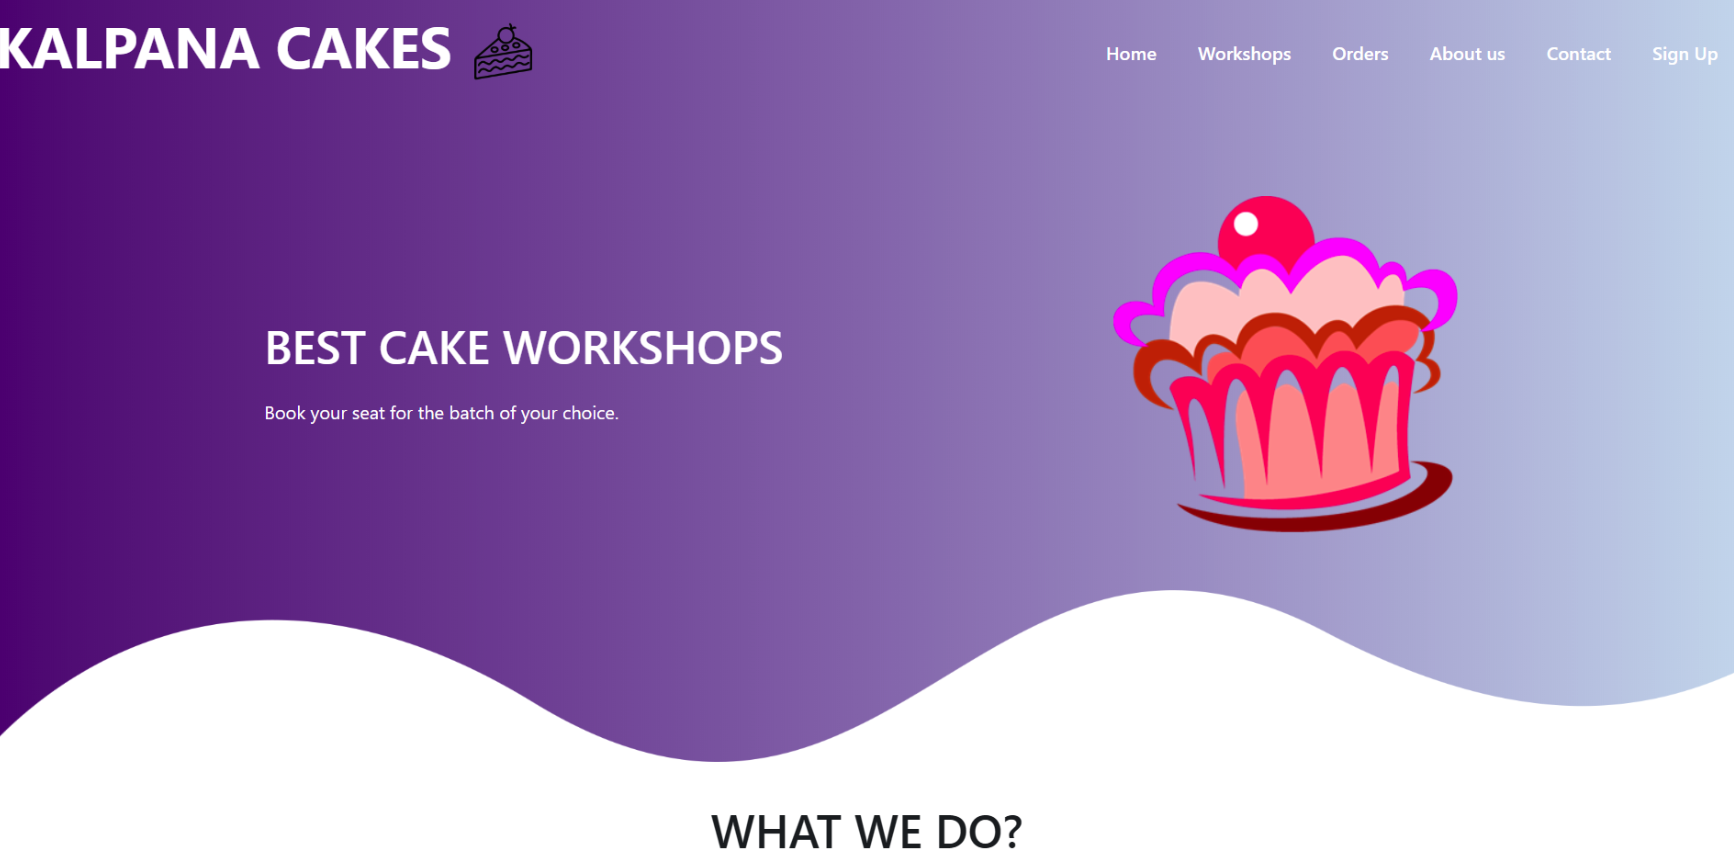 KALPANA CAKES
Home Workshops Orders About us Contact Sign Up
BEST CAKE WORKSHOPS
Book your seat for the batch of your choice.
WHAT WE DO?